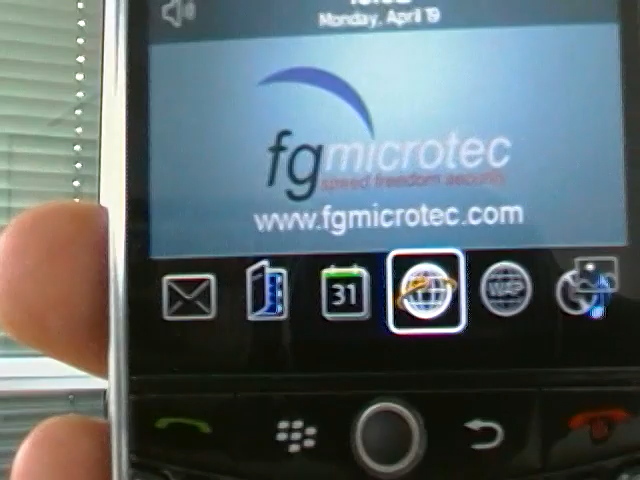 Monday, April 19
fgmicrotec
speed freedom security
www.fgmicrotec.com
31
WAP